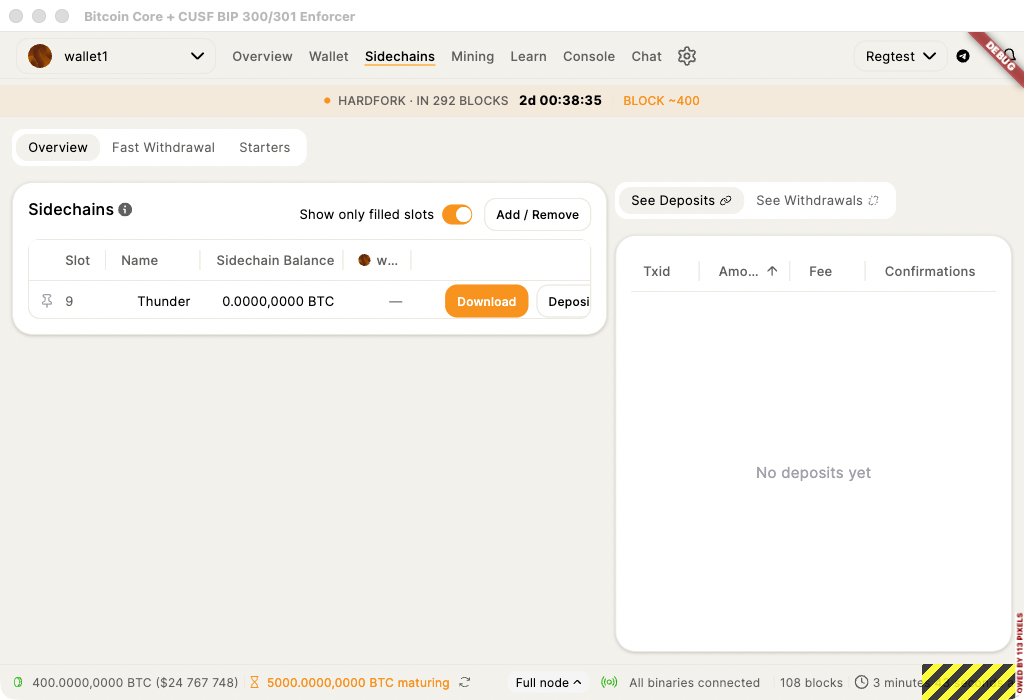 Bitcoin Core + CUSF BIP 300/301 Enforcer
wallet1 Overview Wallet Sidechains Mining Learn Console Chat Regtest
DEBUG
HARDFORK · IN 292 BLOCKS 2d 00:38:35 BLOCK ~400
Overview Fast Withdrawal Starters
Sidechains Show only filled slots Add / Remove
Slot Name Sidechain Balance w...
9 Thunder 0.0000,0000 BTC — Download Deposi
See Deposits See Withdrawals
Txid Amo... Fee Confirmations
No deposits yet
400.0000,0000 BTC ($24 767 748) 5000.0000,0000 BTC maturing Full node All binaries connected 108 blocks 3 minute
WED BY 113 PIXELS